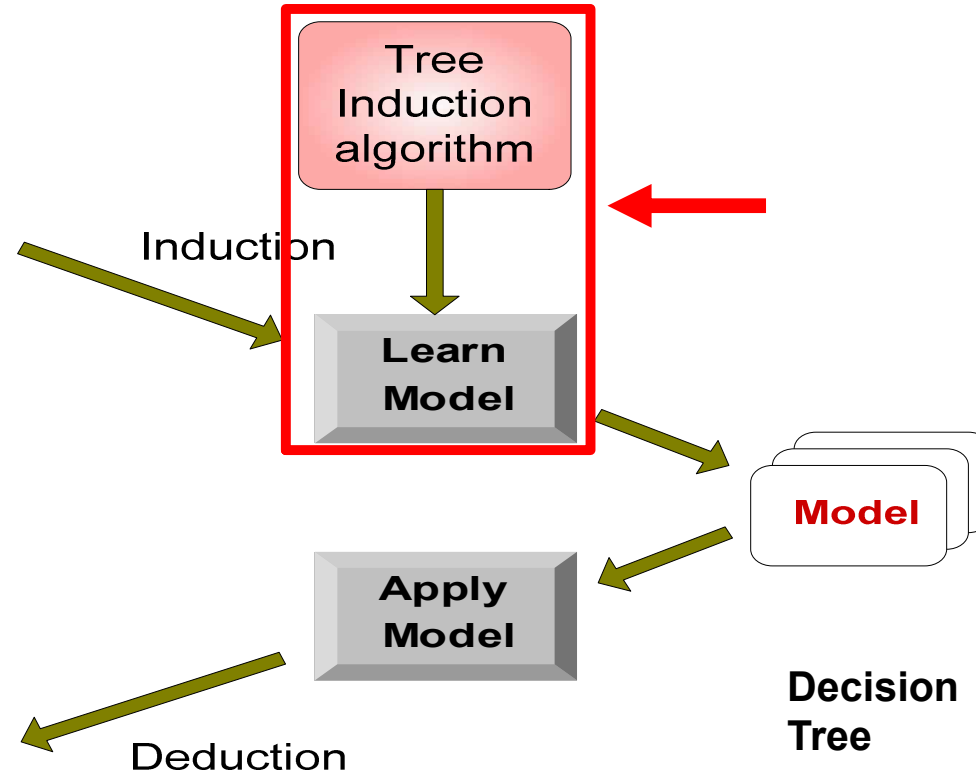 Tree
Induction
algorithm
Induction
Learn
Model
Model
Apply
Model
Decision
Tree
Deduction